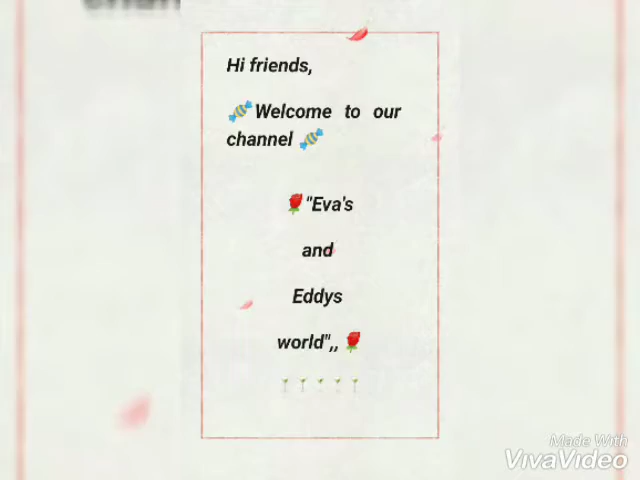 Hi friends,
🍬Welcome to our
channel 🍬
🌹"Eva's
and
Eddys
world",,🌹
Made With
VivaVideo